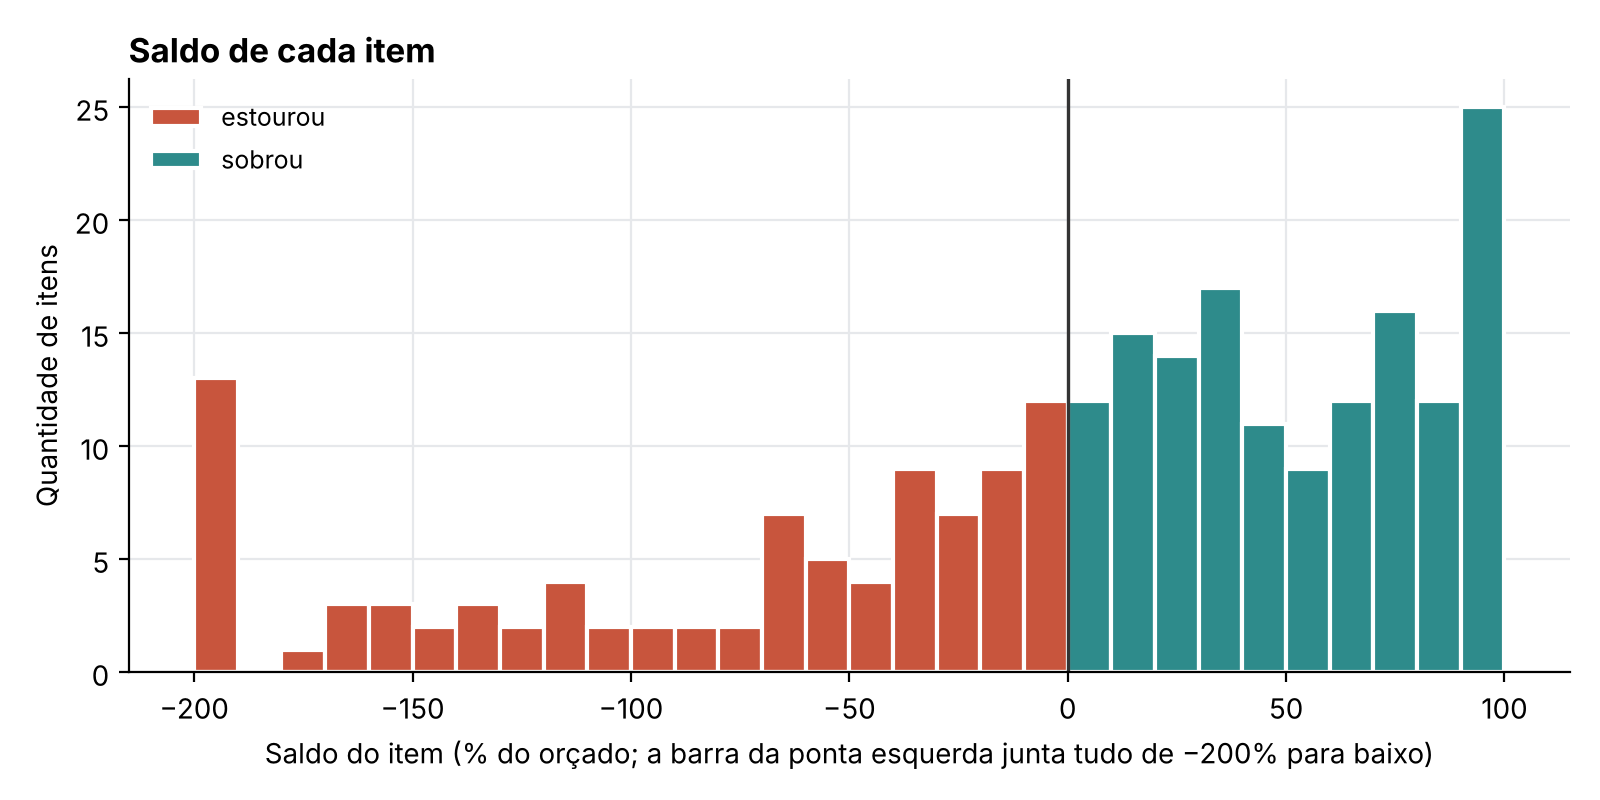 Saldo de cada item
estourou
sobrou
Quantidade de itens
25
20
15
10
5
0
−200
−150
−100
−50
0
50
100
Saldo do item (% do orçado; a barra da ponta esquerda junta tudo de −200% para baixo)